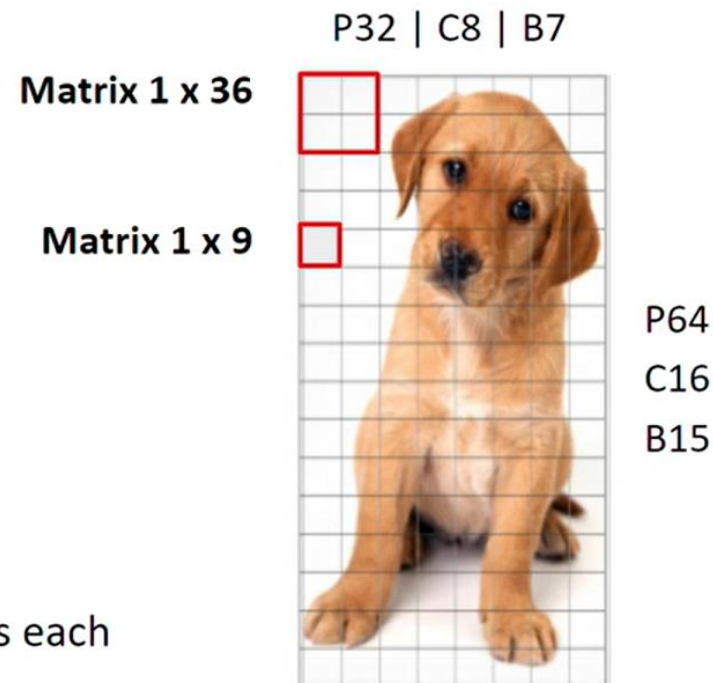 P32 | C8 | B7
Matrix 1 x 36
Matrix 1 x 9
P64
C16
B15
s each